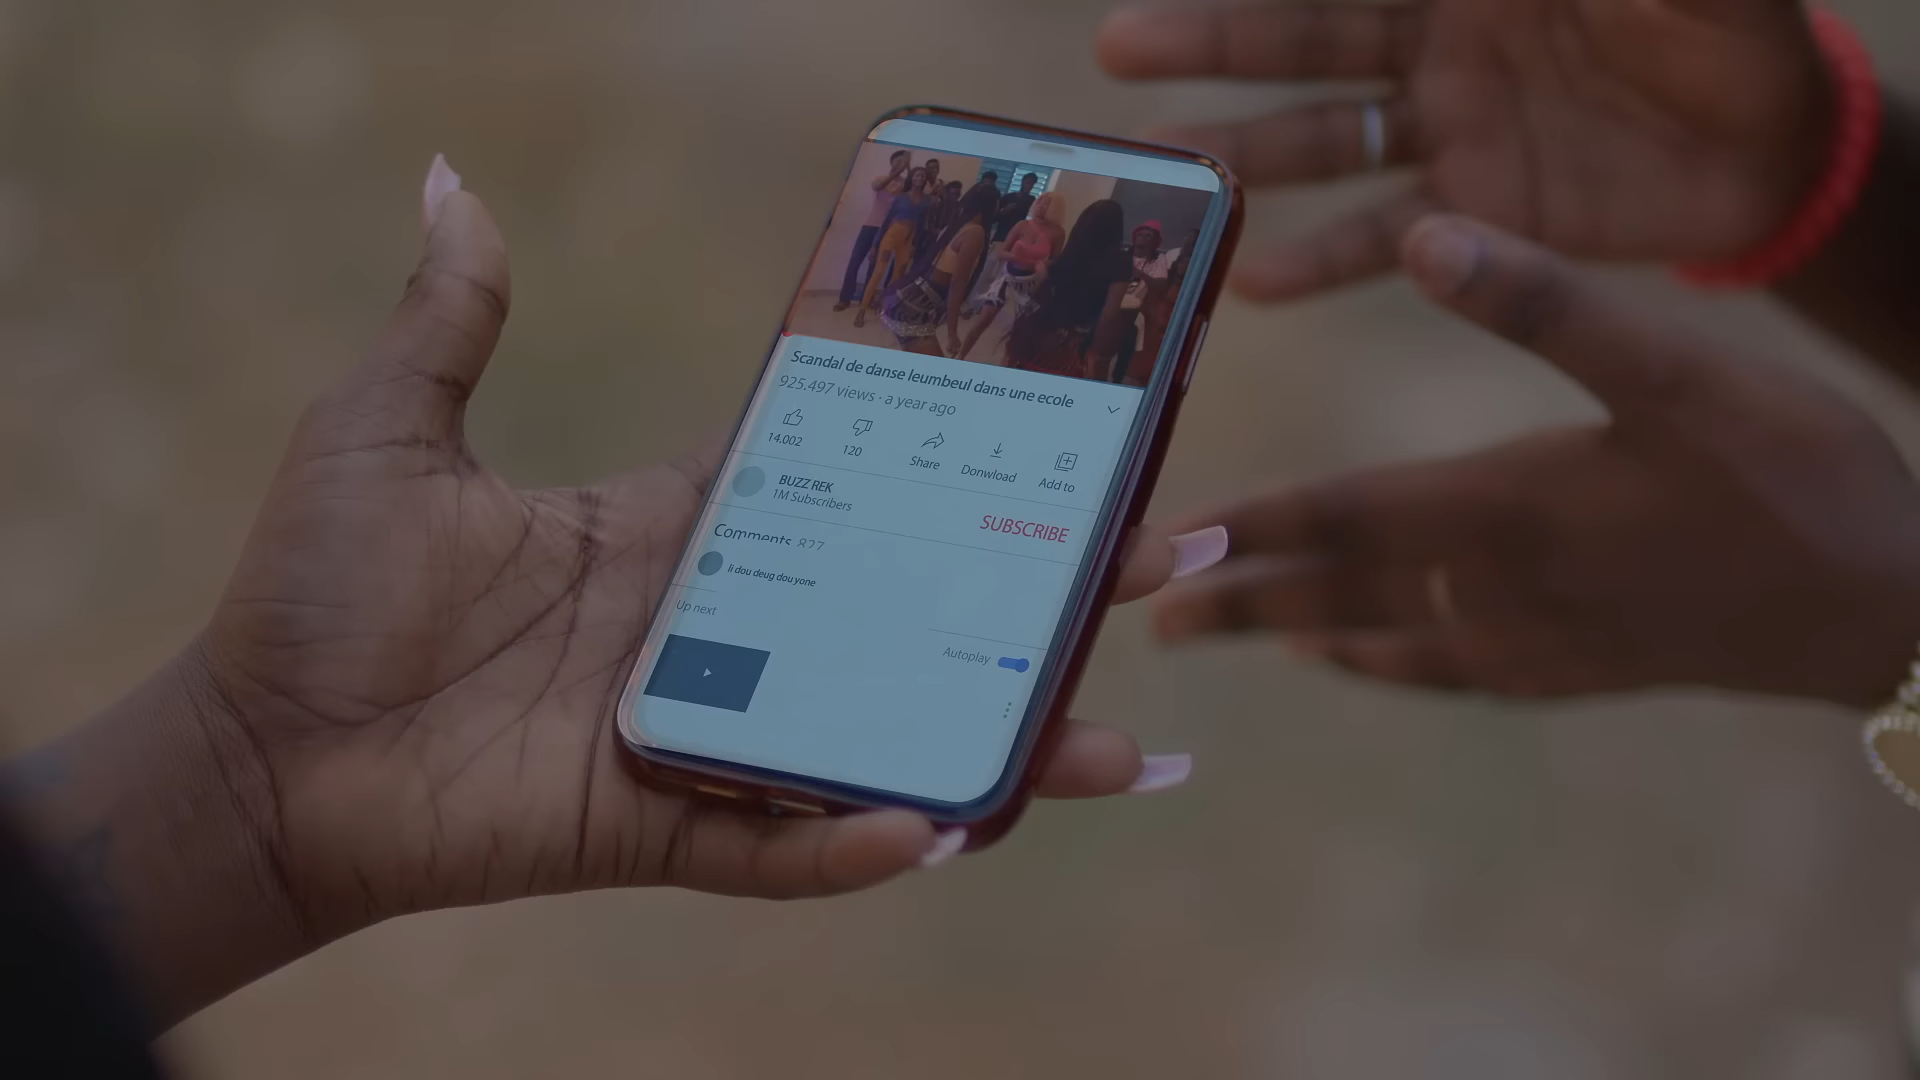 Scandal de danse leumbeul dans une ecole
925.497 views · a year ago
14.002
120
Share
Donwload
Add to
BUZZ REK
1M Subscribers
SUBSCRIBE
Comments 827
li dou deug dou yone
Up next
Autoplay